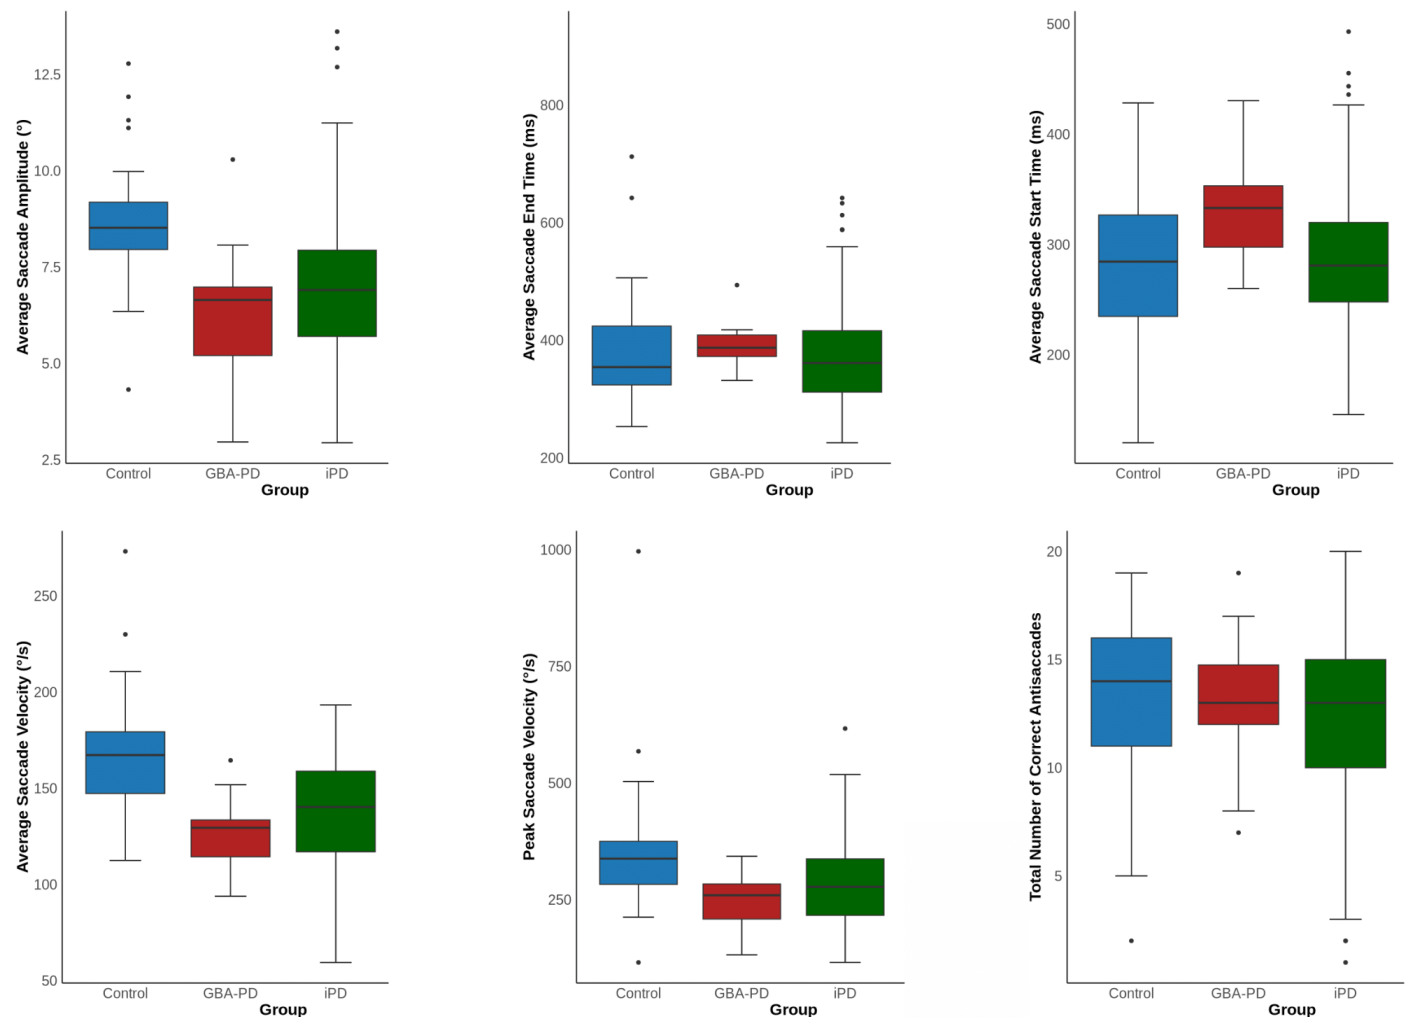 Average Saccade Amplitude (°)
12.5
10.0
7.5
5.0
2.5
Control GBA-PD iPD
Group
Average Saccade End Time (ms)
800
600
400
200
Control GBA-PD iPD
Group
Average Saccade Start Time (ms)
500
400
300
200
Control GBA-PD iPD
Group
Average Saccade Velocity (°/s)
250
200
150
100
50
Control GBA-PD iPD
Group
Peak Saccade Velocity (°/s)
1000
750
500
250
Control GBA-PD iPD
Group
Total Number of Correct Antisaccades
20
15
10
5
Control GBA-PD iPD
Group